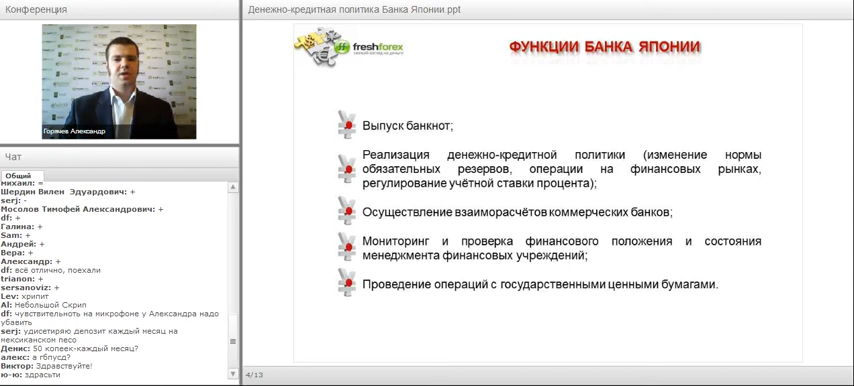 Конференция
Горячев Александр
Чат
Общий
Михаил: =
Шердин Вилен Эдуардович: +
serj: -
Мосолов Тимофей Александрович: +
df: +
Галина: +
Sam: +
Андрей: +
Вера: +
Александр: +
df: всё отлично, поехали
trianon: +
sersanoviz: +
Lev: хрипит
Al: Небольшой Скрип
df: чувствительноть на микрофоне у Александра надо
убавить
serj: удисетиряю депозит каждый месяц на
нексиканском песо
Денис: 50 копеек-каждый месяц?
алекс: а гбпусд?
Виктор: Здравствуйте!
ю-ю: здрасьти
Денежно-кредитная политика Банка Японии.ppt
freshforex
ФУНКЦИИ БАНКА ЯПОНИИ
Выпуск банкнот;
Реализация денежно-кредитной политики (изменение нормы
обязательных резервов, операции на финансовых рынках,
регулирование учётной ставки процента);
Осуществление взаиморасчётов коммерческих банков;
Мониторинг и проверка финансового положения и состояния
менеджмента финансовых учреждений;
Проведение операций с государственными ценными бумагами.
4/13